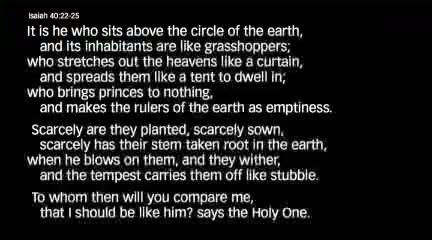 Isaiah 40:22-25
It is he who sits above the circle of the earth,
and its inhabitants are like grasshoppers;
who stretches out the heavens like a curtain,
and spreads them like a tent to dwell in;
who brings princes to nothing,
and makes the rulers of the earth as emptiness.
Scarcely are they planted, scarcely sown,
scarcely has their stem taken root in the earth,
when he blows on them, and they wither,
and the tempest carries them off like stubble.
To whom then will you compare me,
that I should be like him? says the Holy One.